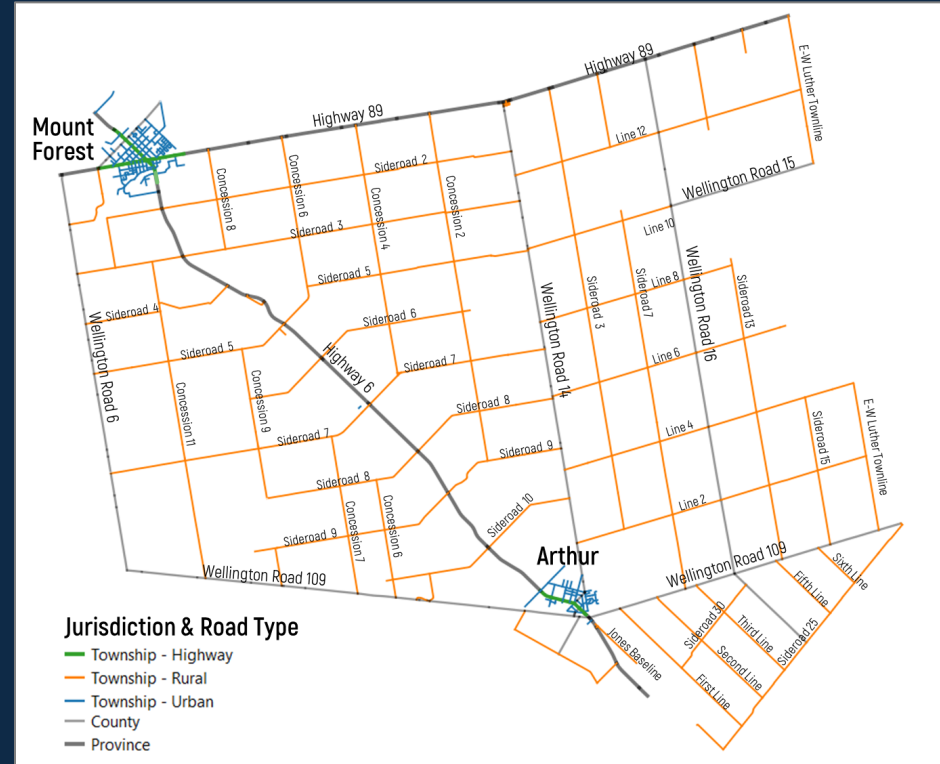 Highway 89
E-W Luther Townline
Highway 89
Mount
Forest
Line 12
Sideroad 2
Concession 8
Concession 6
Concession 4
Concession 2
Wellington Road 15
Sideroad 3
Line 10
Sideroad 5
Line 8
Sideroad 3
Sideroad 7
Wellington Road 16
Sideroad 13
Sideroad 4
Wellington Road 6
Sideroad 6
Wellington Road 14
Sideroad 5
Highway 6
Sideroad 7
Line 6
Concession 11
Concession 9
Sideroad 8
Line 4
Sideroad 15
E-W Luther Townline
Sideroad 7
Sideroad 9
Sideroad 8
Line 2
Sideroad 10
Concession 7
Concession 6
Sideroad 9
Arthur
Wellington Road 109
Wellington Road 109
Sixth Line
Fifth Line
Sideroad 30
Third Line
Sideroad 25
Jones Baseline
Second Line
First Line
Jurisdiction & Road Type
Township - Highway
Township - Rural
Township - Urban
County
Province